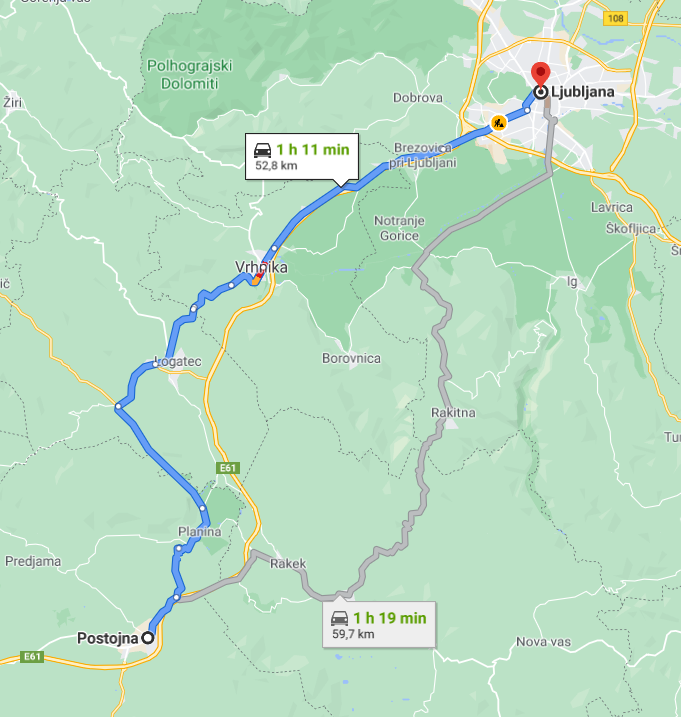 108
Polhograjski
Dolomiti
Žiri
Ljubljana
Dobrova
1 h 11 min
52,8 km
Brezovica
pri Ljubljani
Lavrica
Notranje
Gorice
Škofljica
Vrhnika
Ig
Borovnica
Logatec
Rakitna
E61
Planina
Predjama
Rakek
1 h 19 min
59,7 km
Postojna
Nova vas
E61